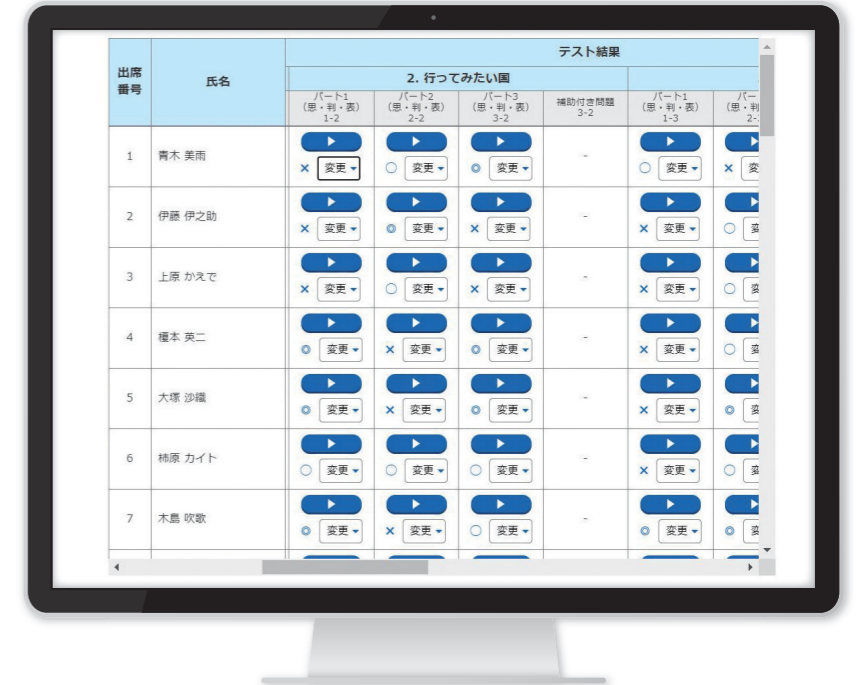 テスト結果
出席
番号
氏名
2. 行ってみたい国
パート1
(思・判・表)
1-2
パート2
(思・判・表)
2-2
パート3
(思・判・表)
3-2
補助付き問題
3-2
パート1
(思・判・表)
1-3
1 青木 美雨
× 変更 ○ 変更 ◎ 変更 - ○ 変更 ×
2 伊藤 伊之助
× 変更 ◎ 変更 × 変更 - × 変更 ○
3 上原 かえで
× 変更 ○ 変更 × 変更 - × 変更 ○
4 榎本 英二
◎ 変更 × 変更 ◎ 変更 - × 変更 ○
5 大塚 沙織
◎ 変更 × 変更 ◎ 変更 - × 変更 ◎
6 柿原 カイト
○ 変更 ○ 変更 ○ 変更 - × 変更 ○
7 木島 吹歌
◎ 変更 × 変更 ○ 変更 - ◎ 変更 ◎